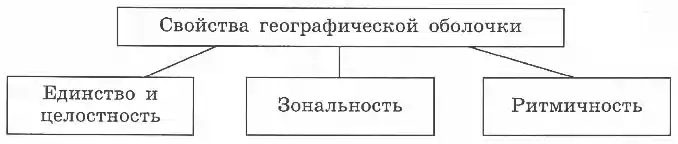 Свойства географической оболочки
Единство и
целостность
Зональность
Ритмичность